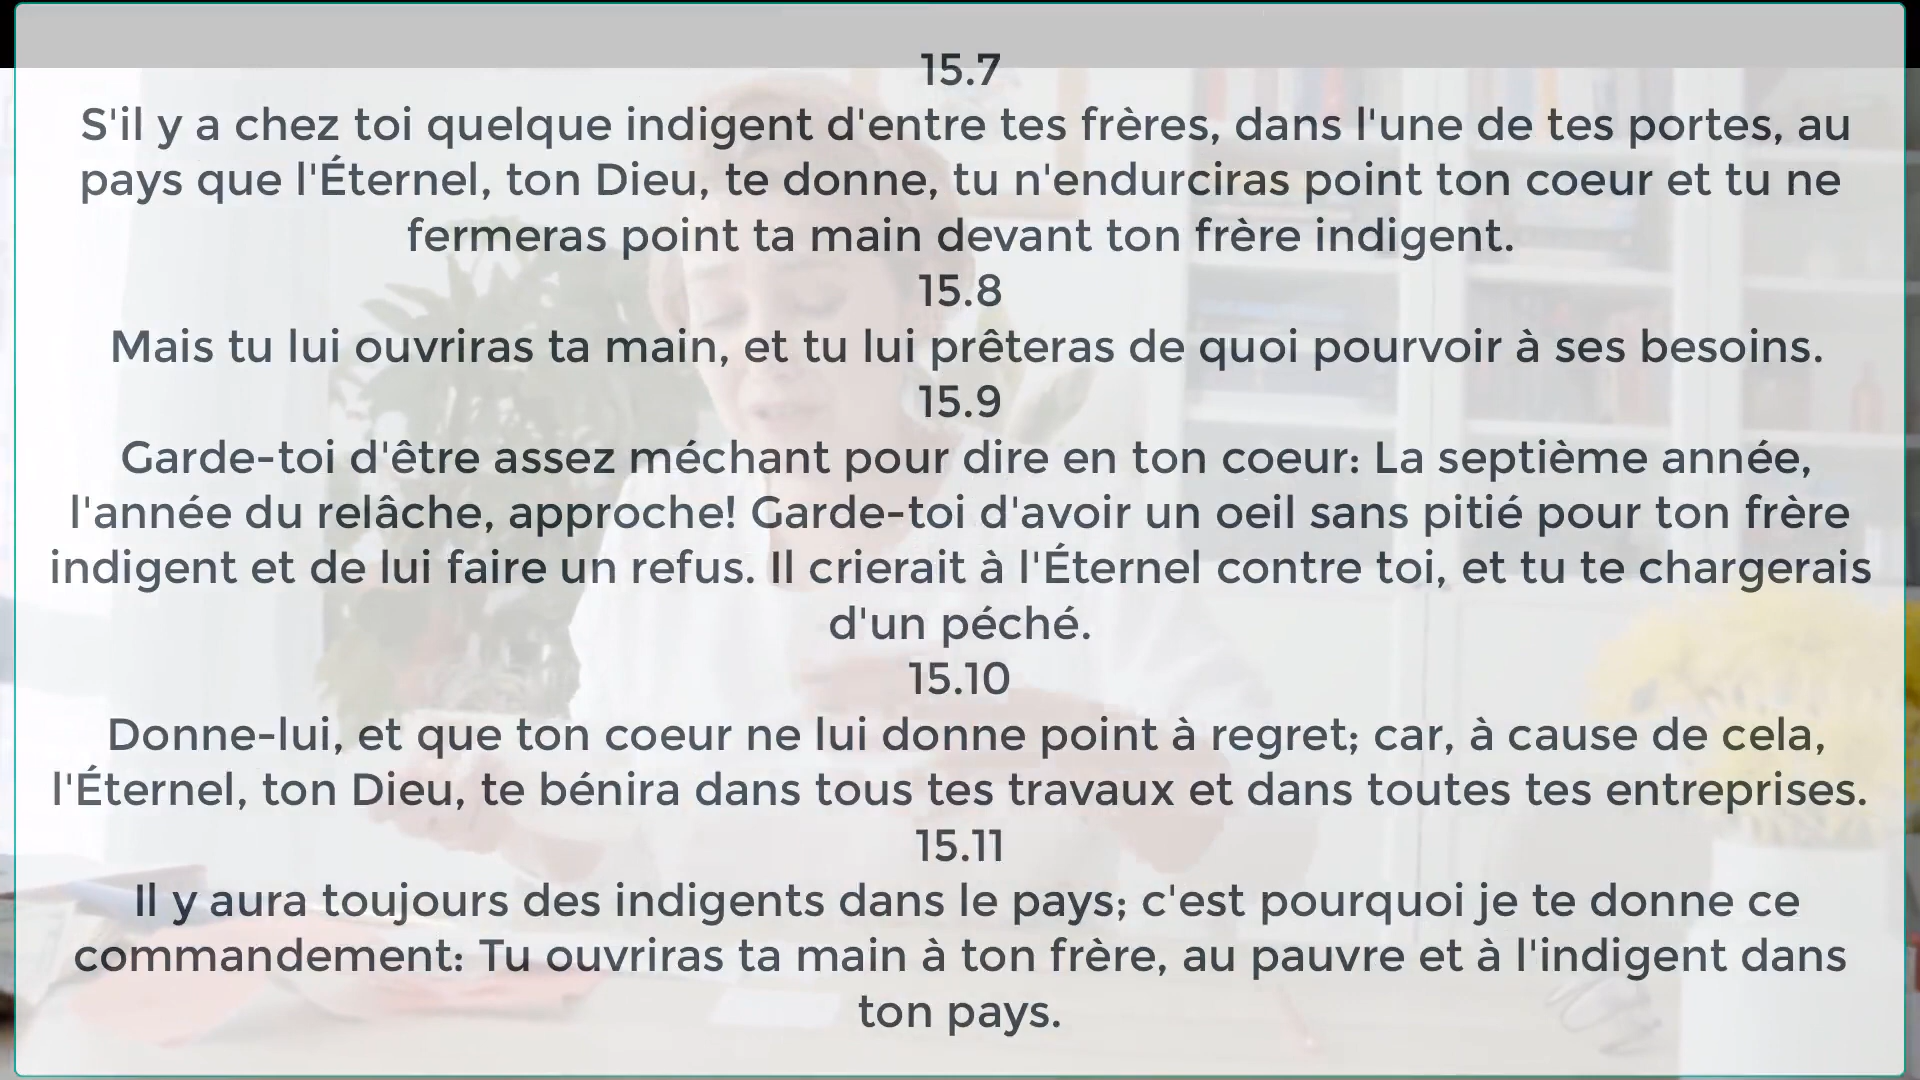 15.7
S'il y a chez toi quelque indigent d'entre tes frères, dans l'une de tes portes, au
pays que l'Éternel, ton Dieu, te donne, tu n'endurciras point ton coeur et tu ne
fermeras point ta main devant ton frère indigent.
15.8
Mais tu lui ouvriras ta main, et tu lui prêteras de quoi pourvoir à ses besoins.
15.9
Garde-toi d'être assez méchant pour dire en ton coeur: La septième année,
l'année du relâche, approche! Garde-toi d'avoir un oeil sans pitié pour ton frère
indigent et de lui faire un refus. Il crierait à l'Éternel contre toi, et tu te chargerais
d'un péché.
15.10
Donne-lui, et que ton coeur ne lui donne point à regret; car, à cause de cela,
l'Éternel, ton Dieu, te bénira dans tous tes travaux et dans toutes tes entreprises.
15.11
Il y aura toujours des indigents dans le pays; c'est pourquoi je te donne ce
commandement: Tu ouvriras ta main à ton frère, au pauvre et à l'indigent dans
ton pays.